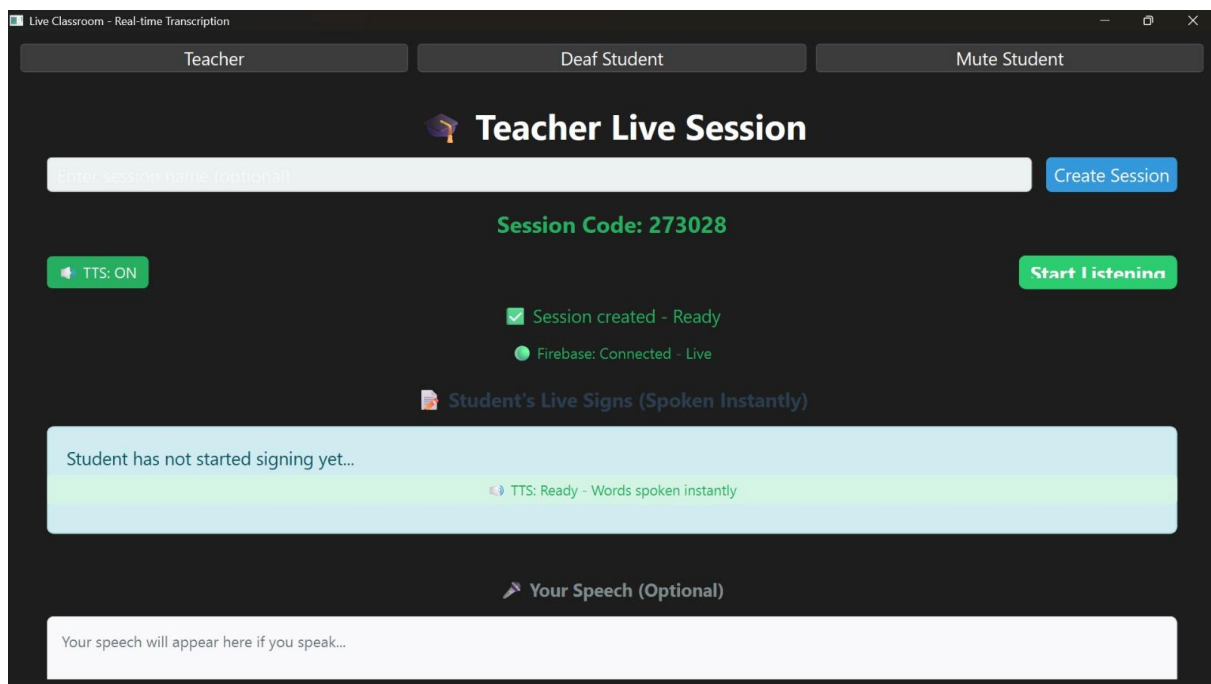 Live Classroom - Real-time Transcription
Teacher Deaf Student Mute Student
Teacher Live Session
Enter session name (optional)
Create Session
Session Code: 273028
TTS: ON
Start Listening
Session created - Ready
Firebase: Connected - Live
Student's Live Signs (Spoken Instantly)
Student has not started signing yet...
TTS: Ready - Words spoken instantly
Your Speech (Optional)
Your speech will appear here if you speak...